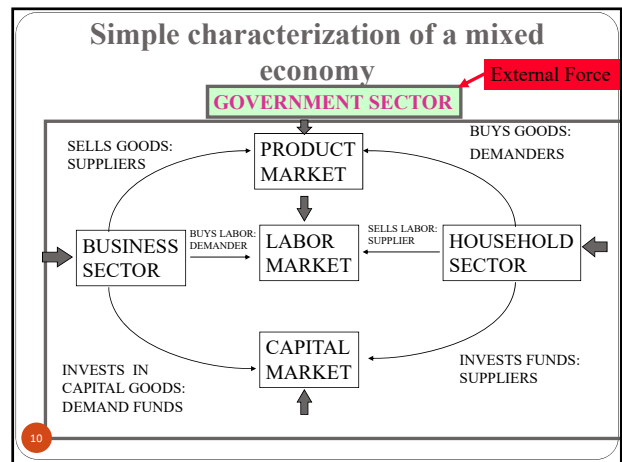 Simple characterization of a mixed
economy
External Force
GOVERNMENT SECTOR
SELLS GOODS:
SUPPLIERS
PRODUCT
MARKET
BUYS GOODS:
DEMANDERS
BUSINESS
SECTOR
BUYS LABOR:
DEMANDER
LABOR
MARKET
SELLS LABOR:
SUPPLIER
HOUSEHOLD
SECTOR
INVESTS IN
CAPITAL GOODS:
DEMAND FUNDS
CAPITAL
MARKET
INVESTS FUNDS:
SUPPLIERS
10